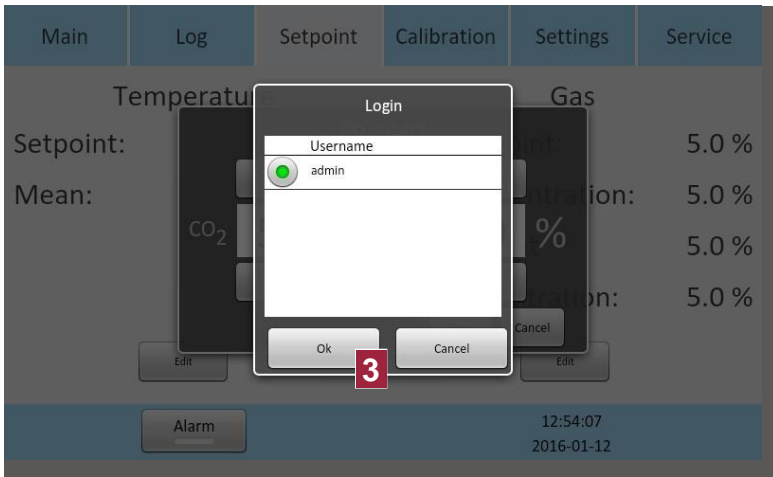 Main Log Setpoint Calibration Settings Service
Temperatu Gas
Login
Setpoint: 5.0 %
Username
admin
Mean: 5.0 %
CO2 % 5.0 %
5.0 %
Cancel
Ok Cancel
3
Edit Edit
Alarm
12:54:07
2016-01-12